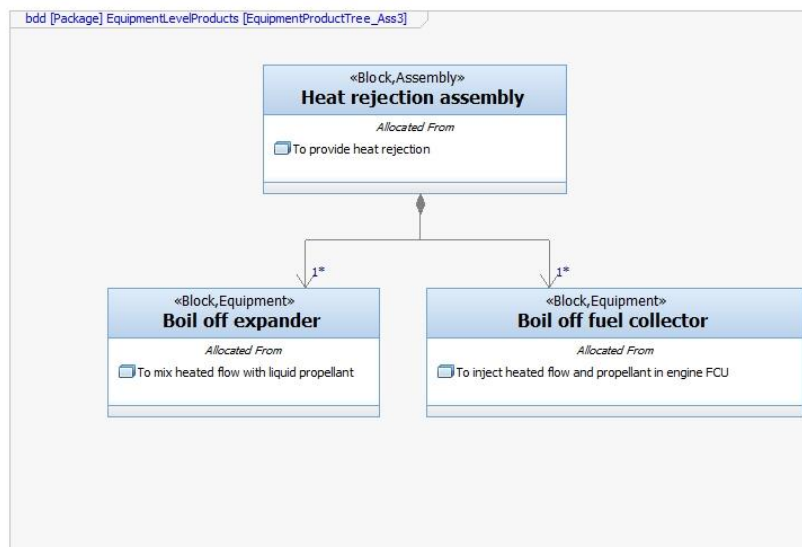 bdd [Package] EquipmentLevelProducts [EquipmentProductTree_Ass3]
«Block,Assembly»
Heat rejection assembly
Allocated From
To provide heat rejection
1*
1*
«Block,Equipment»
Boil off expander
Allocated From
To mix heated flow with liquid propellant
«Block,Equipment»
Boil off fuel collector
Allocated From
To inject heated flow and propellant in engine FCU